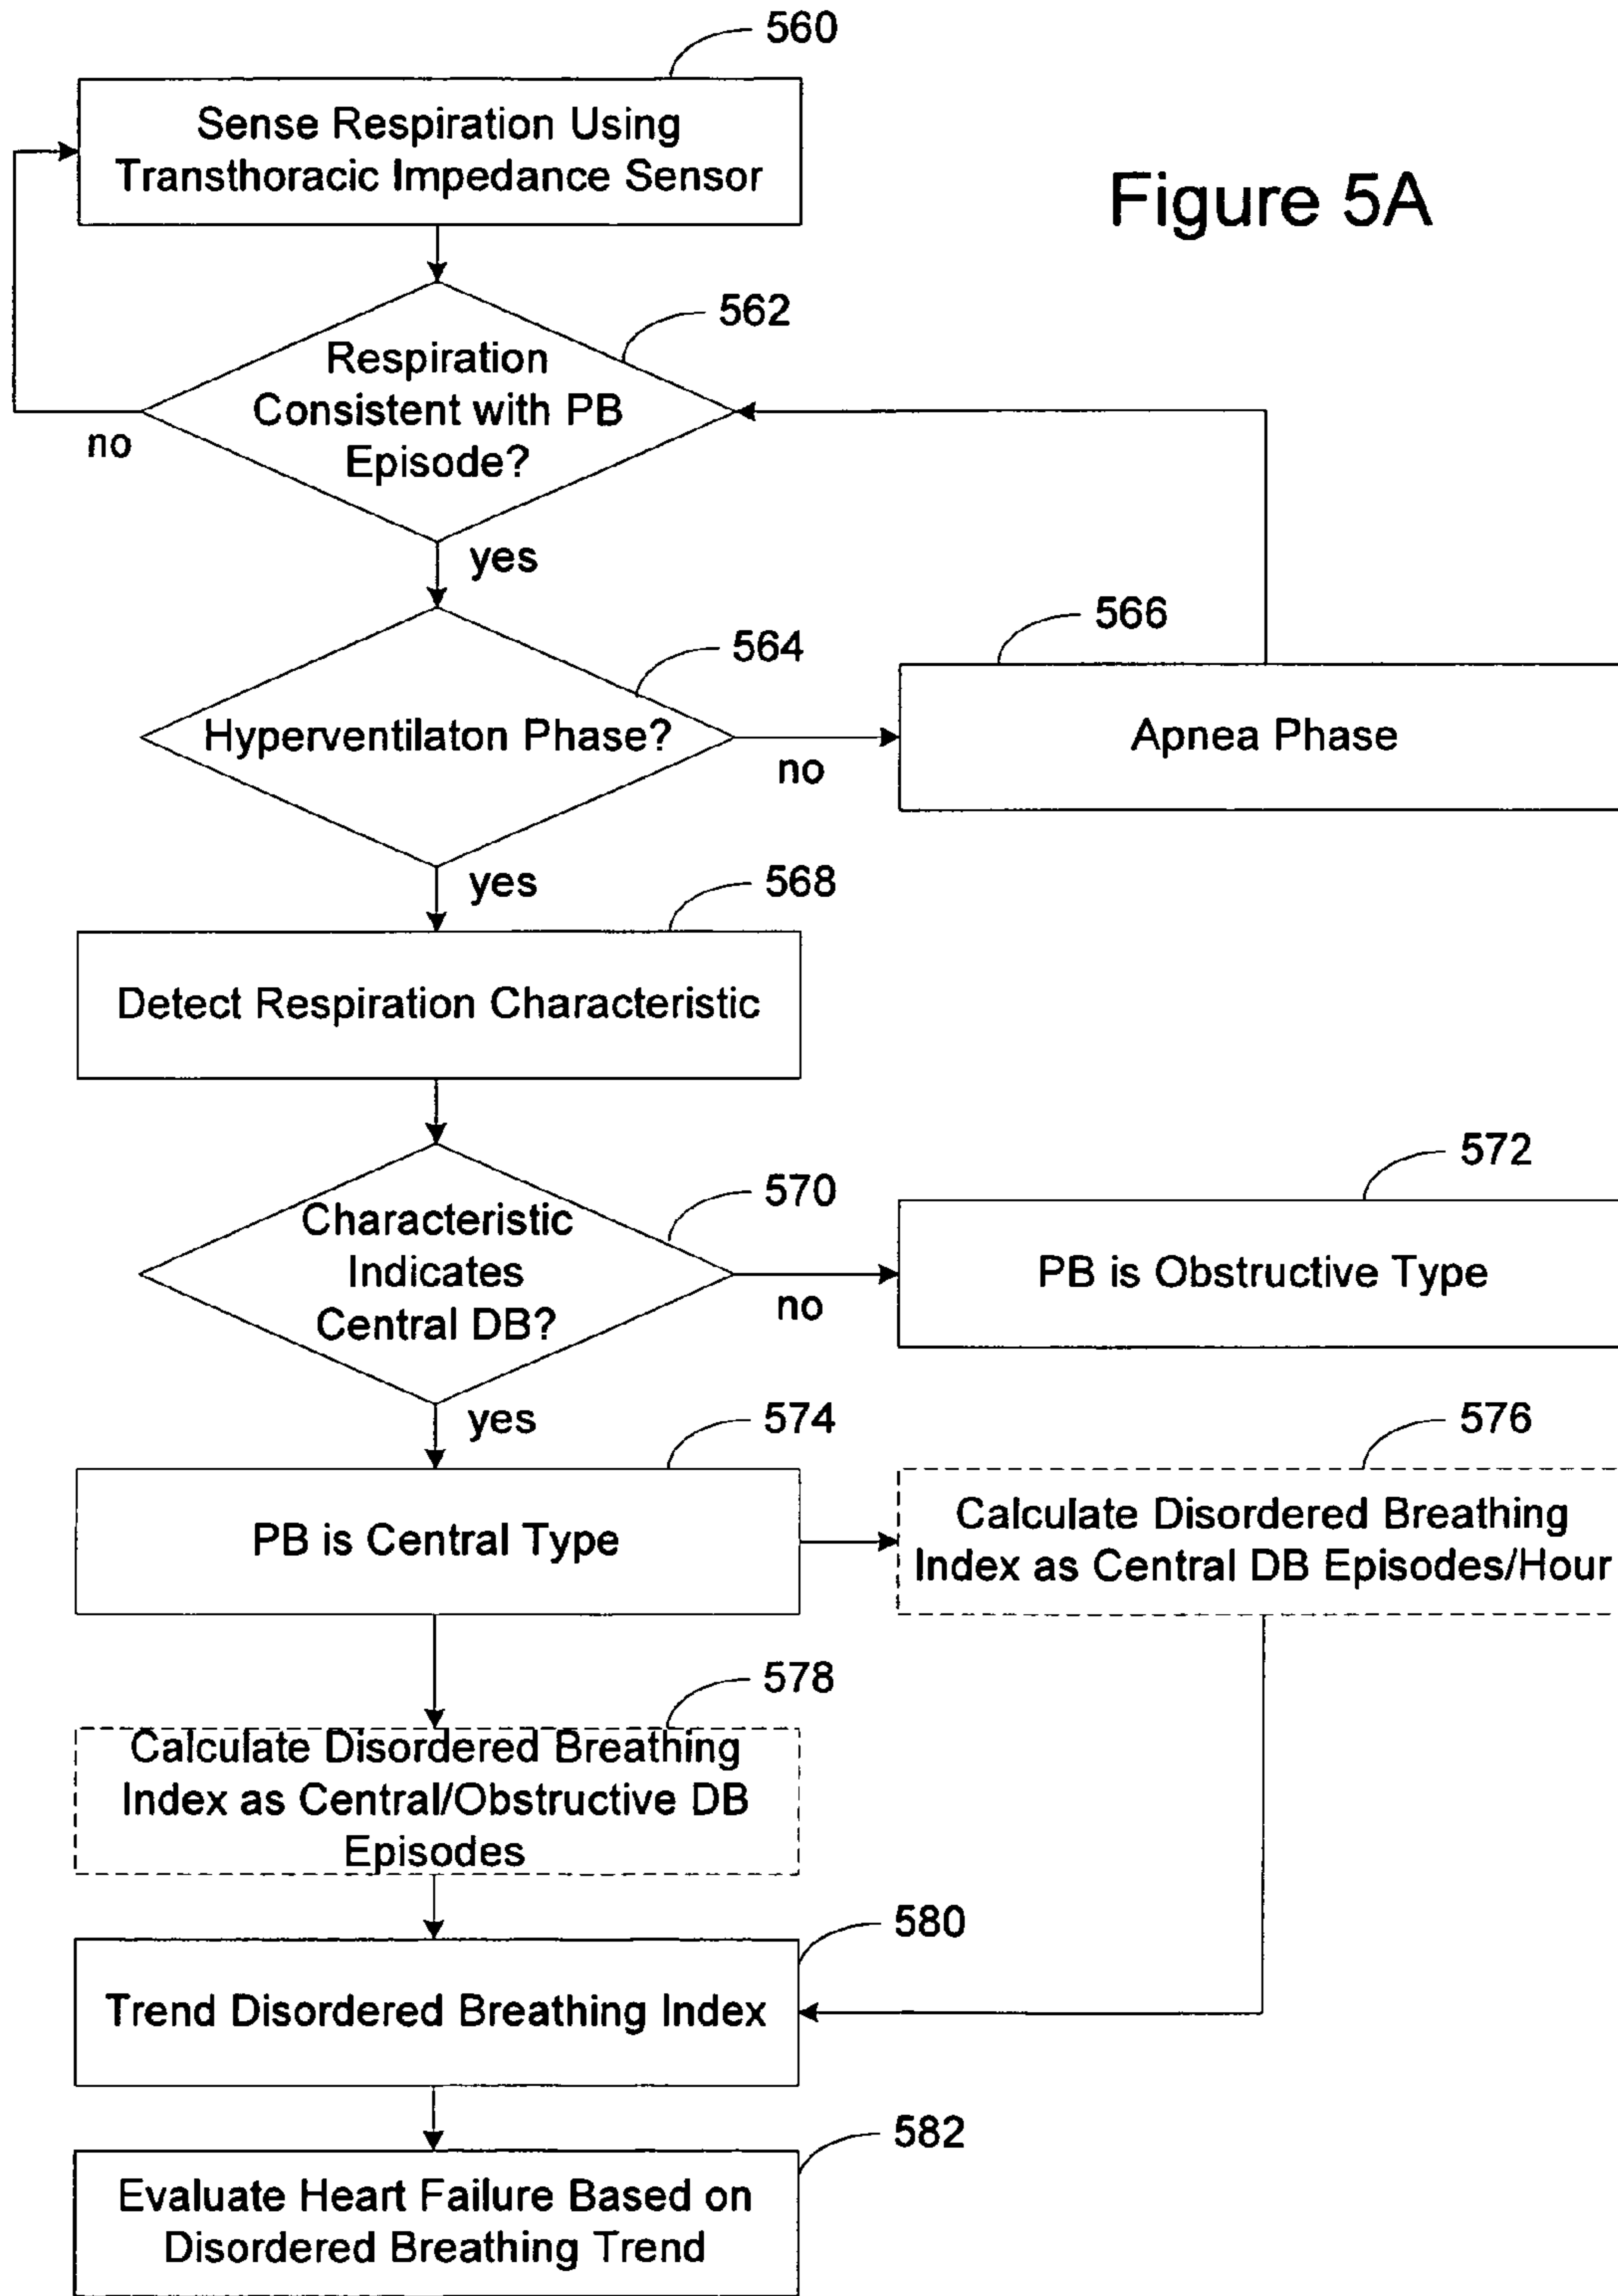 560
Sense Respiration Using
Transthoracic Impedance Sensor
Figure 5A
562
Respiration
Consistent with PB
Episode?
no
yes
564
Hyperventilaton Phase?
no
566
Apnea Phase
yes
568
Detect Respiration Characteristic
570
Characteristic
Indicates
Central DB?
no
572
PB is Obstructive Type
yes
574
PB is Central Type
576
Calculate Disordered Breathing
Index as Central DB Episodes/Hour
578
Calculate Disordered Breathing
Index as Central/Obstructive DB
Episodes
580
Trend Disordered Breathing Index
582
Evaluate Heart Failure Based on
Disordered Breathing Trend